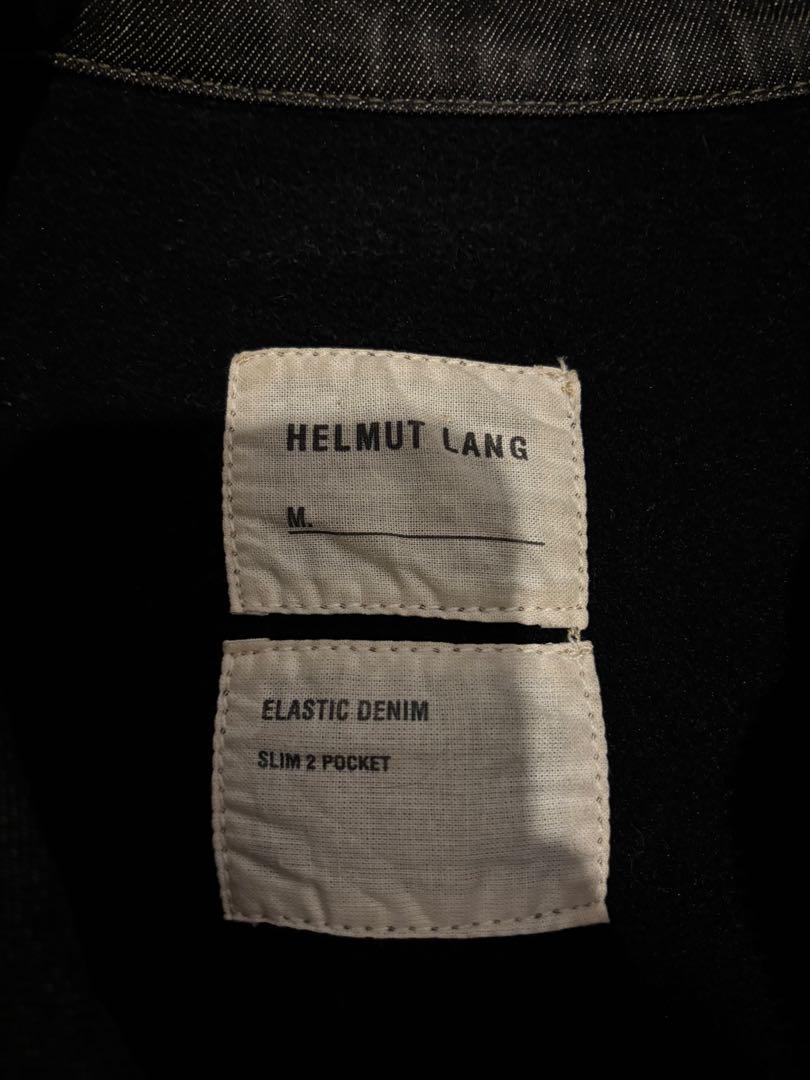 HELMUT LANG
M.
ELASTIC DENIM
SLIM 2 POCKET